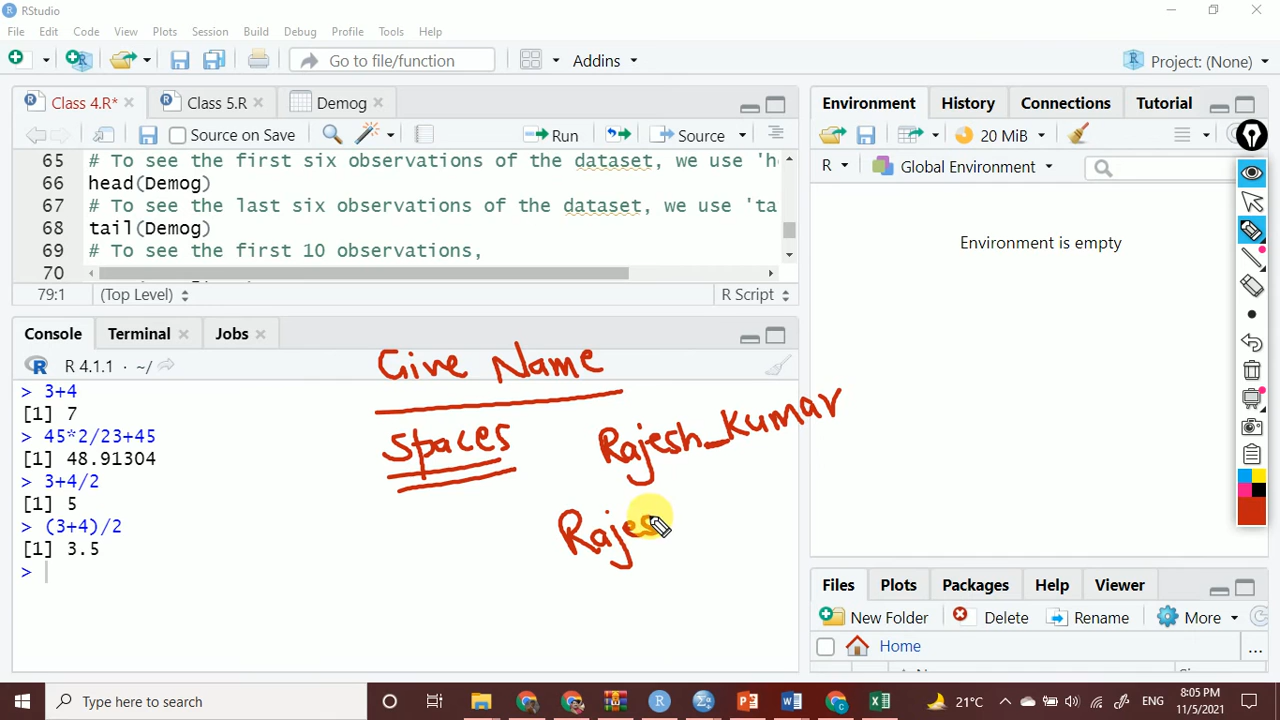 RStudio
File Edit Code View Plots Session Build Debug Profile Tools Help
Go to file/function Addins Project: (None)
Class 4.R* Class 5.R Demog
Source on Save Run Source
65 # To see the first six observations of the dataset, we use 'he
66 head(Demog)
67 # To see the last six observations of the dataset, we use 'ta
68 tail(Demog)
69 # To see the first 10 observations,
70
79:1 (Top Level) R Script
Console Terminal Jobs
R 4.1.1 · ~/
> 3+4
[1] 7
> 45*2/23+45
[1] 48.91304
> 3+4/2
[1] 5
> (3+4)/2
[1] 3.5
>
Give Name
Spaces Rajesh_Kumar
Rajes
Environment History Connections Tutorial
20 MiB
R Global Environment
Environment is empty
Files Plots Packages Help Viewer
New Folder Delete Rename More
Home
...
Type here to search
21°C ENG 8:05 PM
11/5/2021